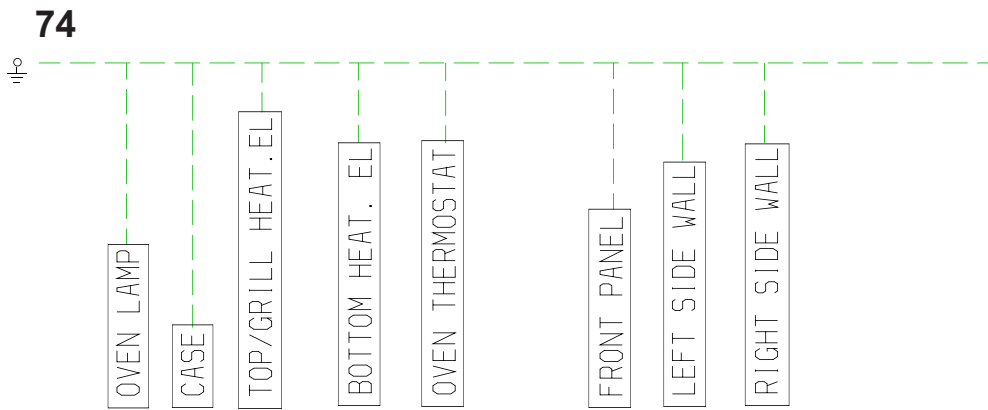 74
OVEN LAMP
CASE
TOP/GRILL HEAT.EL
BOTTOM HEAT. EL
OVEN THERMOSTAT
FRONT PANEL
LEFT SIDE WALL
RIGHT SIDE WALL